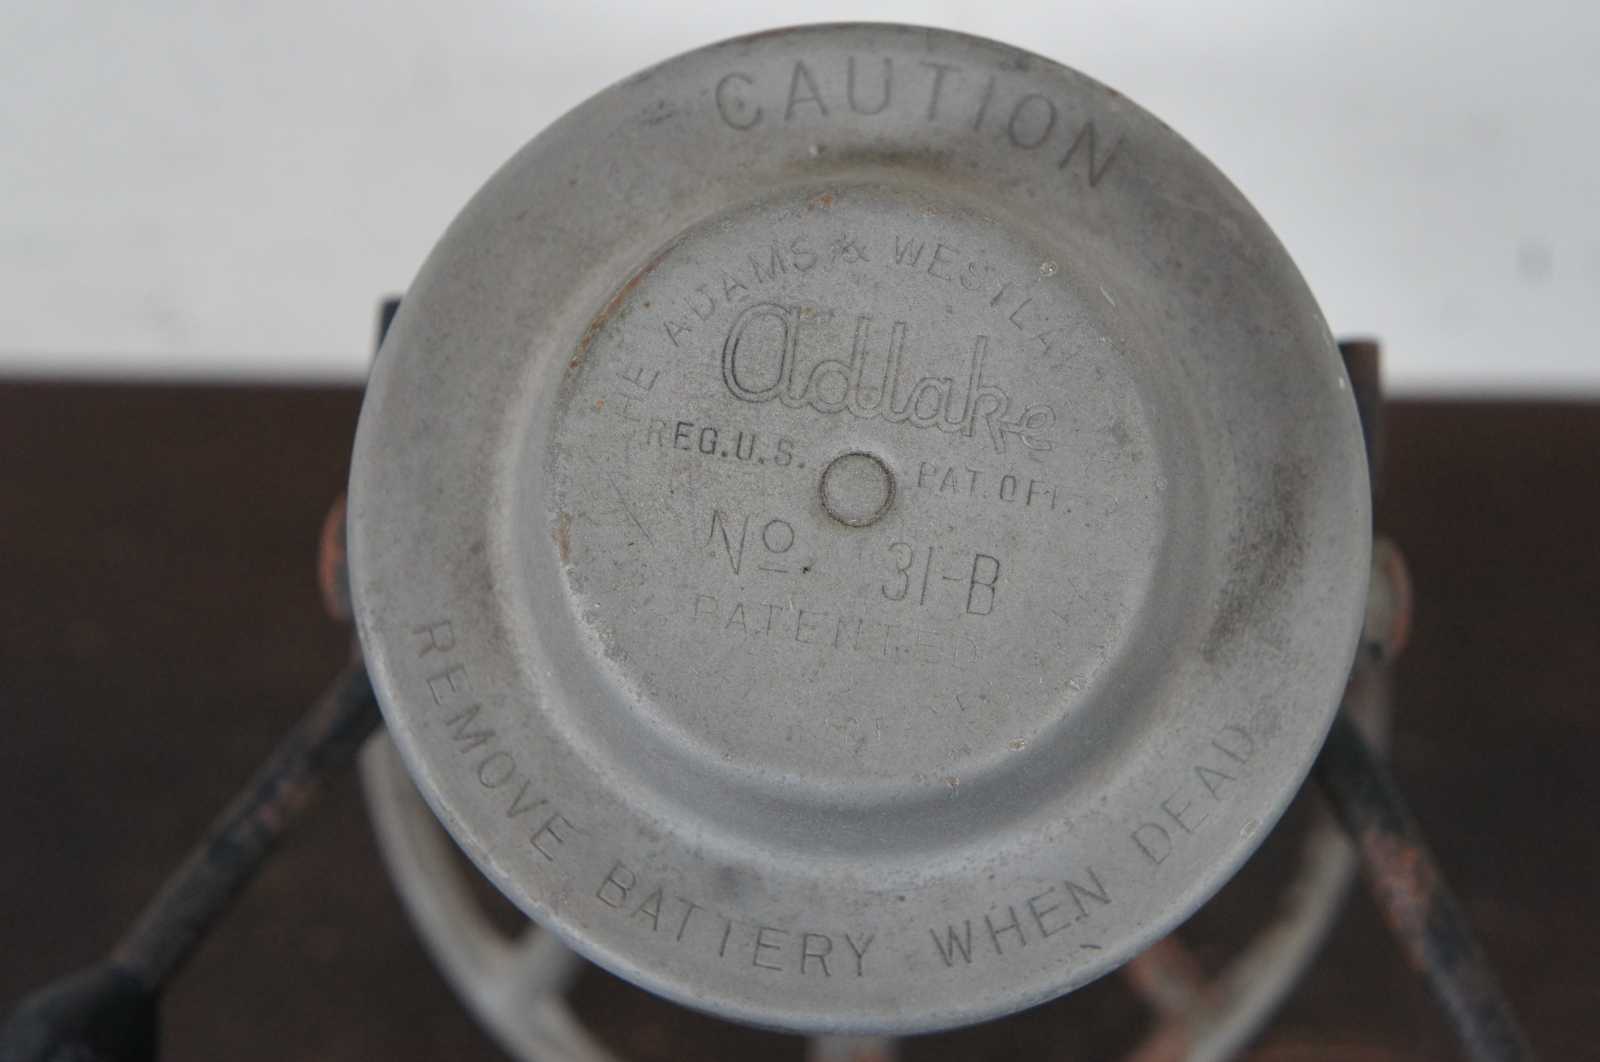 CAUTION
ADAMS & WESTLA
adlake
REG.U.S. PAT.OFF.
No. 31-B
PATENTED
REMOVE BATTERY WHEN DEAD